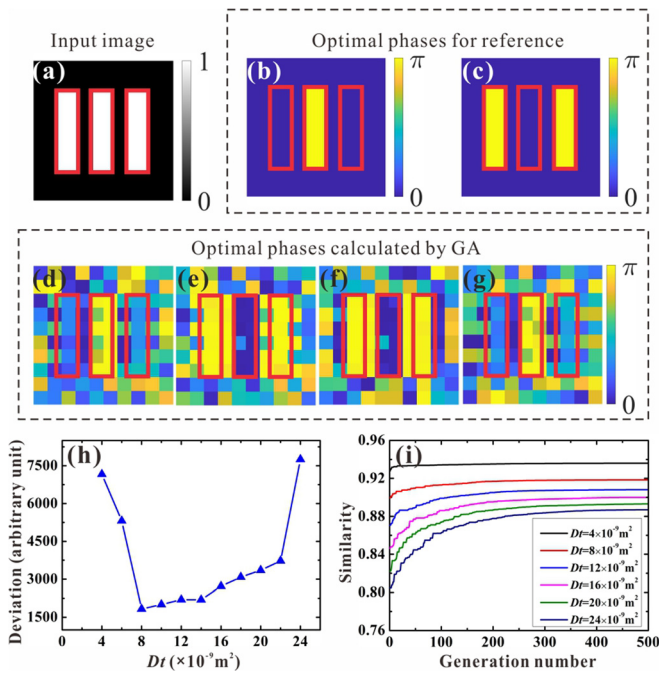 Input image
Optimal phases for reference
(a)
1
0
(b)
π
0
(c)
π
0
Optimal phases calculated by GA
(d)
(e)
(f)
(g)
π
0
(h)
Deviation (arbitrary unit)
7500
6000
4500
3000
1500
0 4 8 12 16 20 24
Dt (×10⁻⁹m²)
(i)
Similarity
0.96
0.92
0.88
0.84
0.80
0.76
Dt=4×10⁻⁹m²
Dt=8×10⁻⁹m²
Dt=12×10⁻⁹m²
Dt=16×10⁻⁹m²
Dt=20×10⁻⁹m²
Dt=24×10⁻⁹m²
0 100 200 300 400 500
Generation number